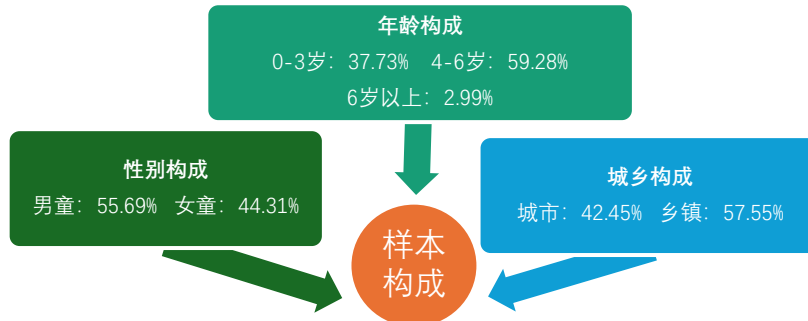 年龄构成
0-3岁：37.73% 4-6岁：59.28%
6岁以上：2.99%
性别构成
男童：55.69% 女童：44.31%
城乡构成
城市：42.45% 乡镇：57.55%
样本
构成